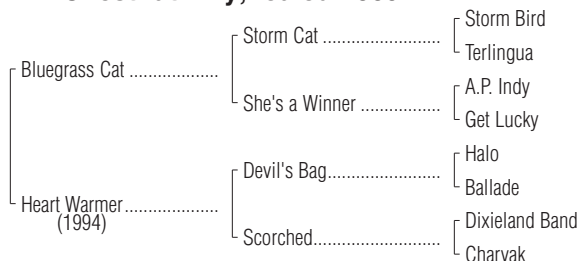 Storm Bird
Storm Cat ..........................
Terlingua
Bluegrass Cat ....................
A.P. Indy
She's a Winner ..................
Get Lucky
Halo
Devil's Bag.........................
Ballade
Heart Warmer.....................
(1994)
Dixieland Band
Scorched............................
Charvak